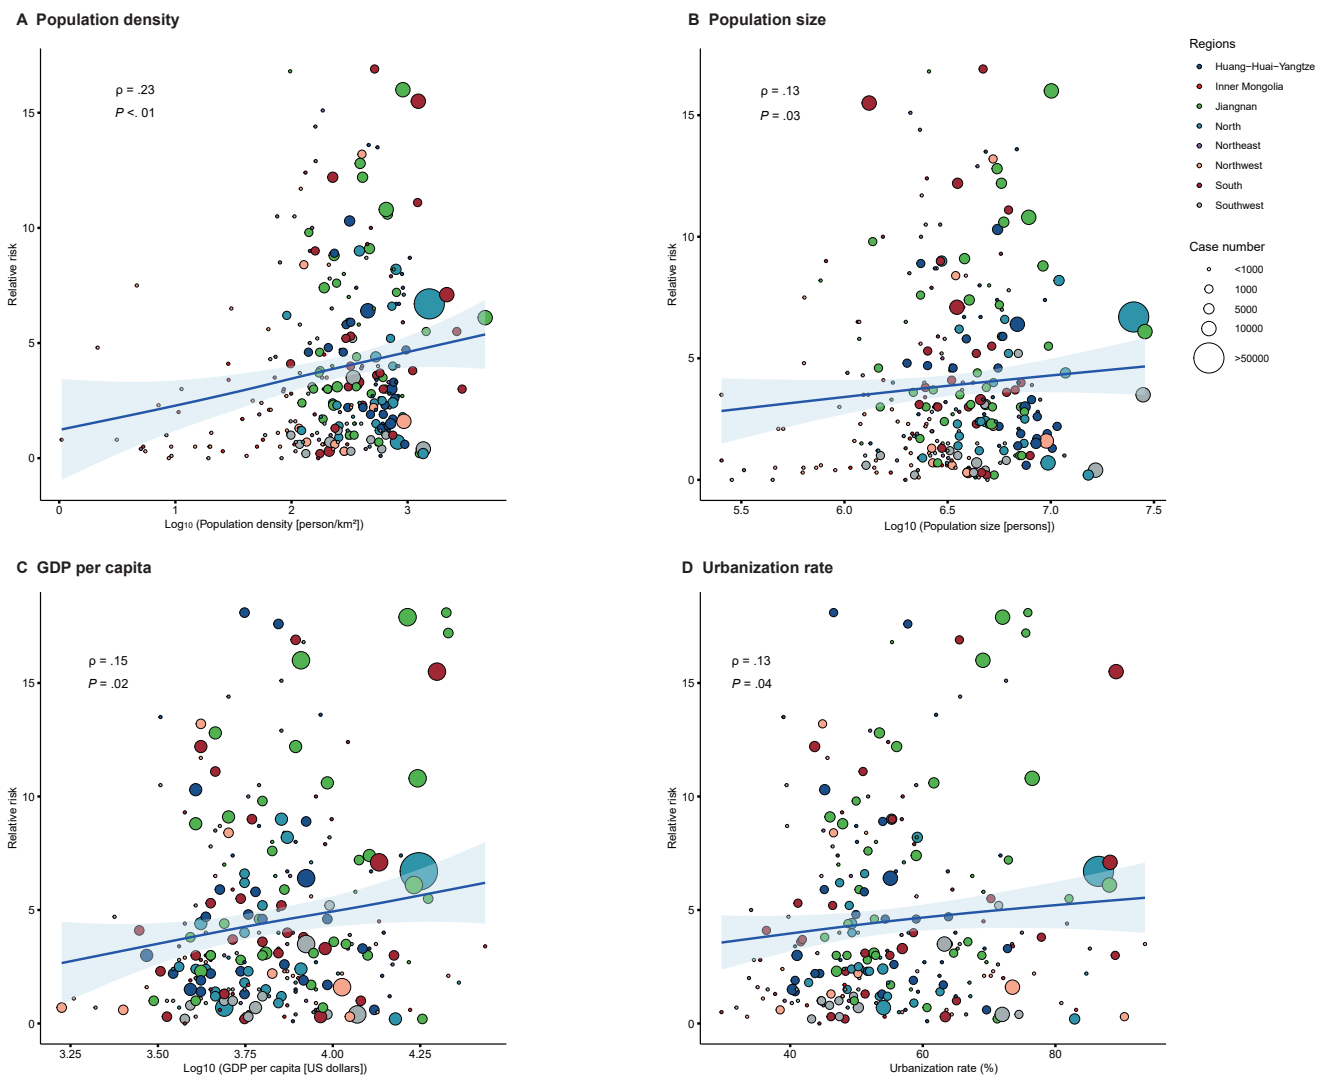 A Population density
ρ = .23
P <. 01
Relative risk
15
10
5
0
0 1 2 3
Log₁₀ (Population density [person/km²])
B Population size
ρ = .13
P = .03
Relative risk
15
10
5
0
5.5 6.0 6.5 7.0 7.5
Log10 (Population size [persons])
Regions
Huang−Huai−Yangtze
Inner Mongolia
Jiangnan
North
Northeast
Northwest
South
Southwest
Case number
<1000
1000
5000
10000
>50000
C GDP per capita
ρ = .15
P = .02
Relative risk
15
10
5
0
3.25 3.50 3.75 4.00 4.25
Log10 (GDP per capita [US dollars])
D Urbanization rate
ρ = .13
P = .04
Relative risk
15
10
5
0
40 60 80
Urbanization rate (%)